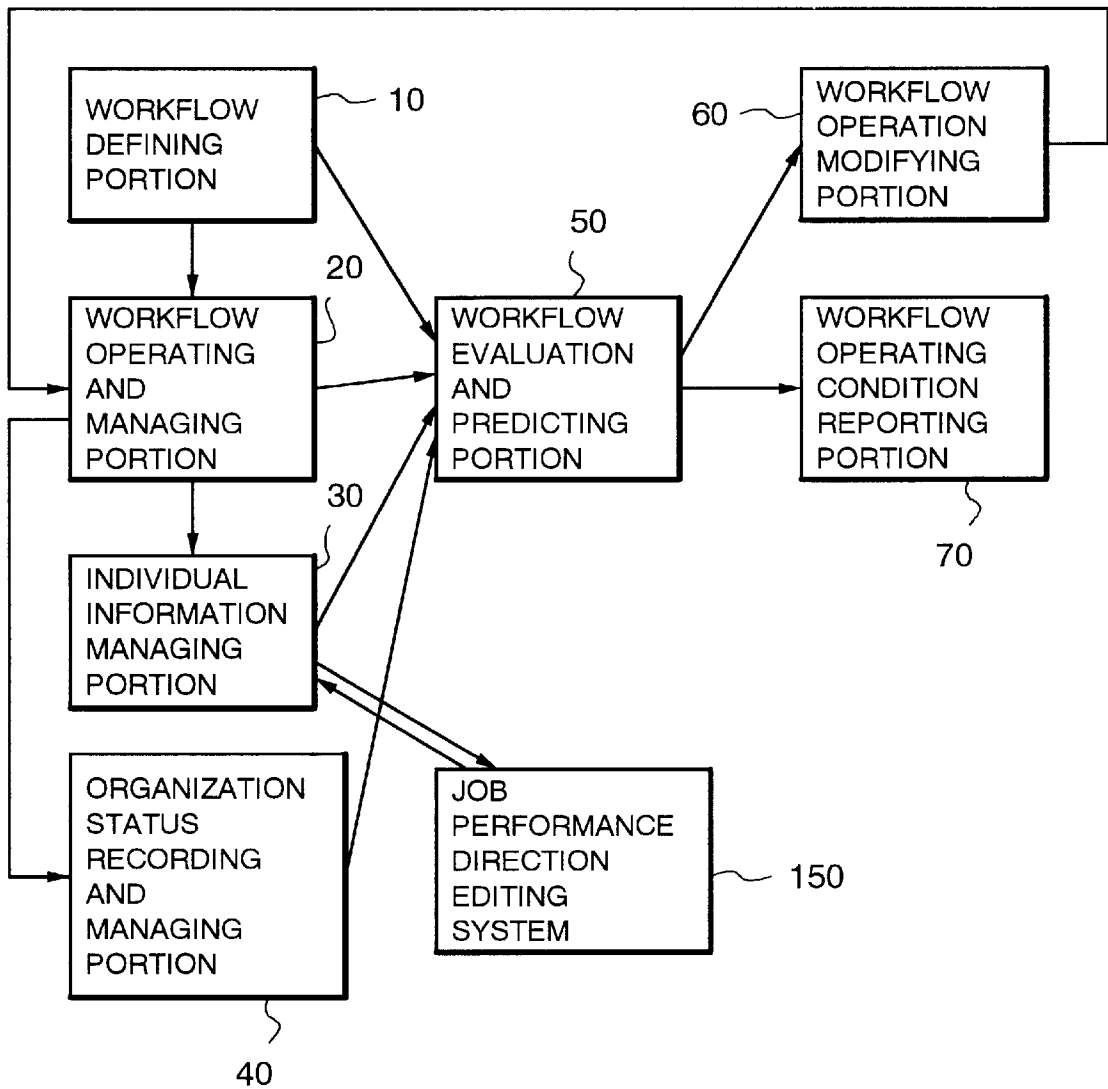 WORKFLOW
DEFINING
PORTION
10
WORKFLOW
OPERATING
AND
MANAGING
PORTION
20
INDIVIDUAL
INFORMATION
MANAGING
PORTION
30
ORGANIZATION
STATUS
RECORDING
AND
MANAGING
PORTION
40
WORKFLOW
EVALUATION
AND
PREDICTING
PORTION
50
JOB
PERFORMANCE
DIRECTION
EDITING
SYSTEM
150
WORKFLOW
OPERATION
MODIFYING
PORTION
60
WORKFLOW
OPERATING
CONDITION
REPORTING
PORTION
70